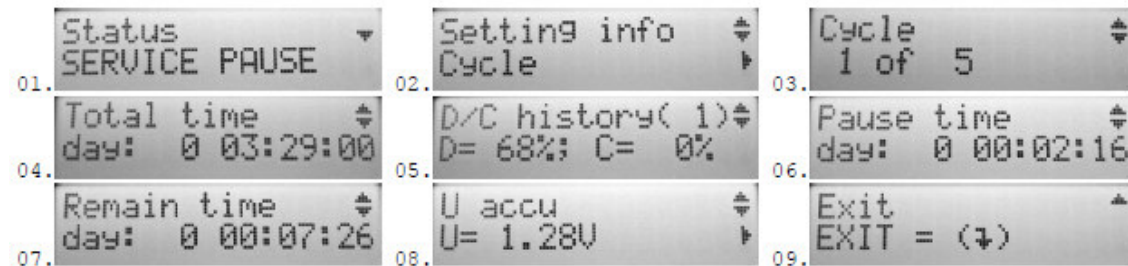 Status
01. SERVICE PAUSE
Setting info
02. Cycle
Cycle
03. 1 of 5
Total time
04. day: 0 03:29:00
D/C history( 1)
05. D= 68%; C= 0%
Pause time
06. day: 0 00:02:16
Remain time
07. day: 0 00:07:26
U accu
08. U= 1.28V
Exit
09. EXIT = (↴)